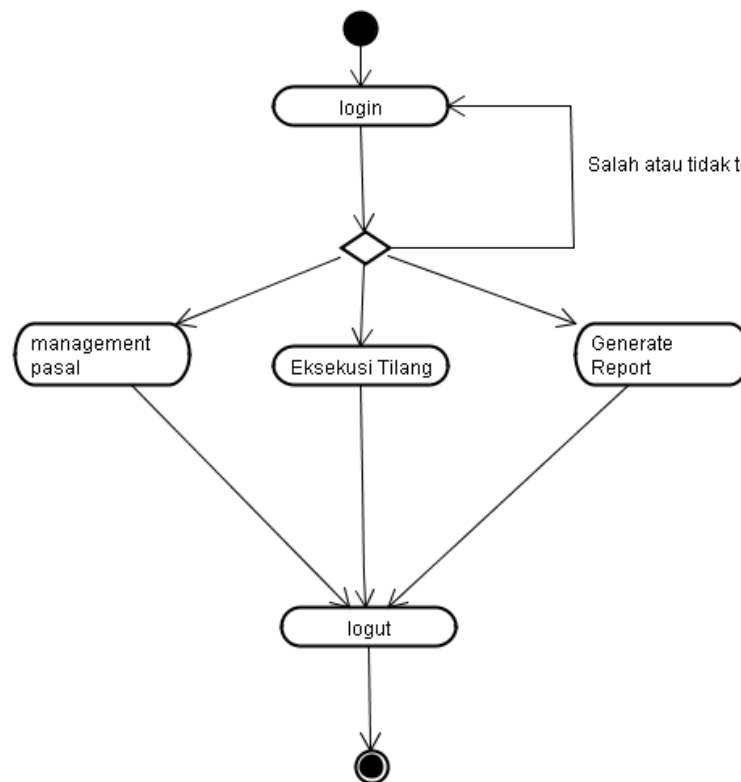 login
Salah atau tidak
management
pasal
Eksekusi Tilang
Generate
Report
logut